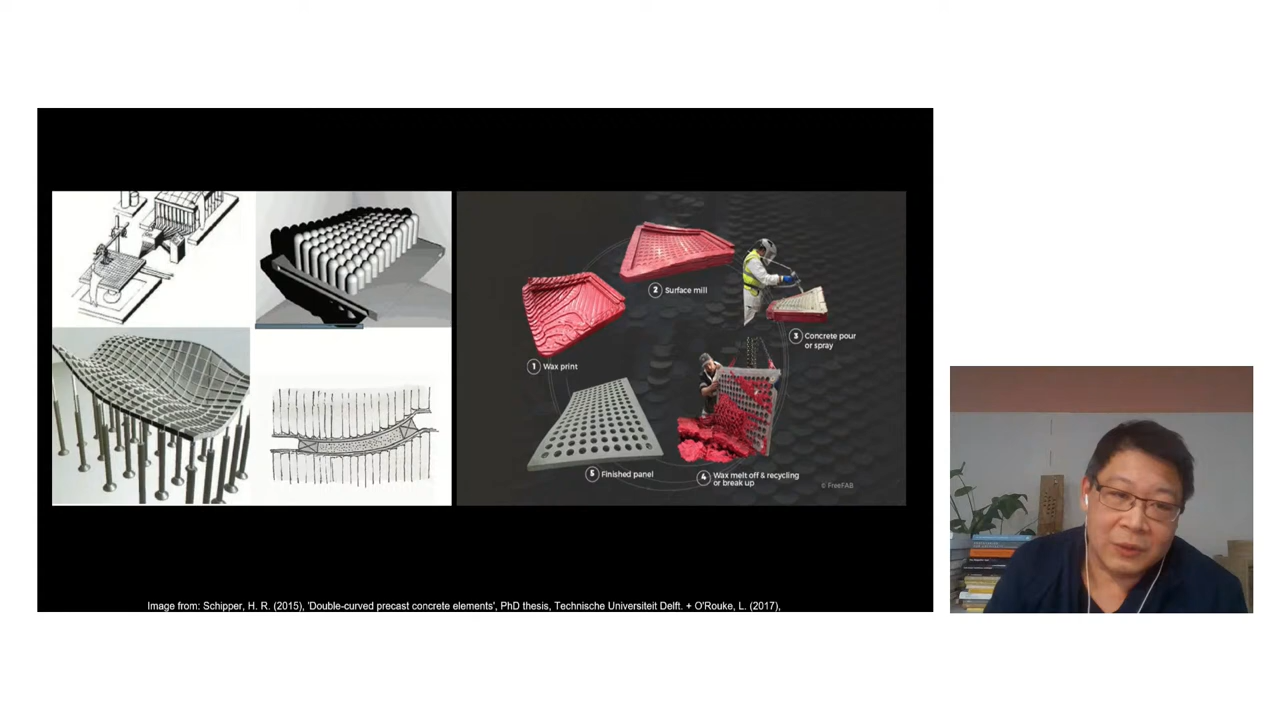 2 Surface mill
3 Concrete pour
or spray
1 Wax print
5 Finished panel
4 Wax melt off & recycling
or break up
© FreeFAB
Image from: Schipper, H. R. (2015), 'Double-curved precast concrete elements', PhD thesis, Technische Universiteit Delft. + O'Rouke, L. (2017),